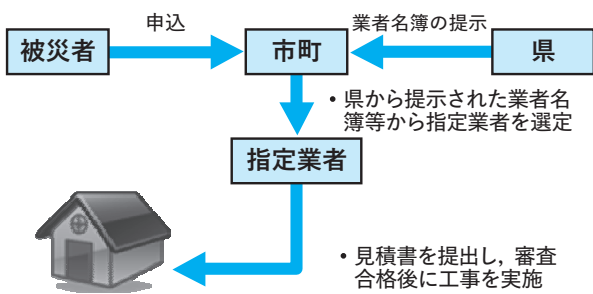 申込
業者名簿の提示
被災者
市町
県
・県から提示された業者名
簿等から指定業者を選定
指定業者
・見積書を提出し，審査
合格後に工事を実施